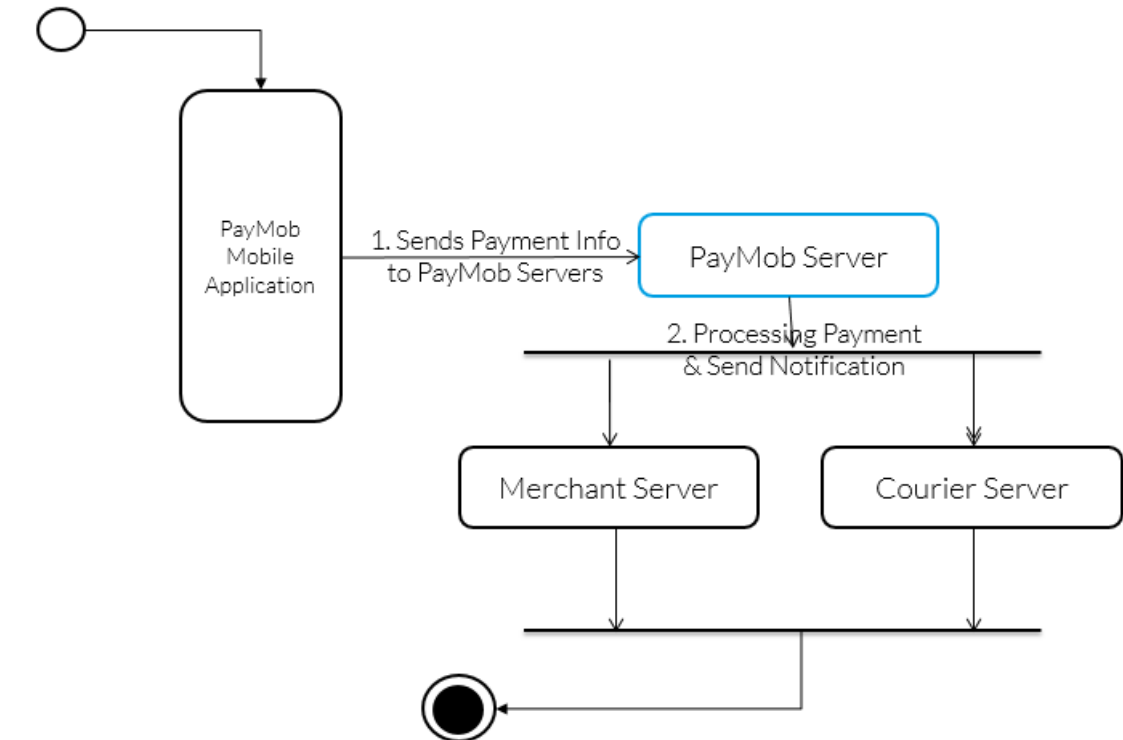 PayMob
Mobile
Application
1. Sends Payment Info
to PayMob Servers
PayMob Server
2. Processing Payment
& Send Notification
Merchant Server
Courier Server